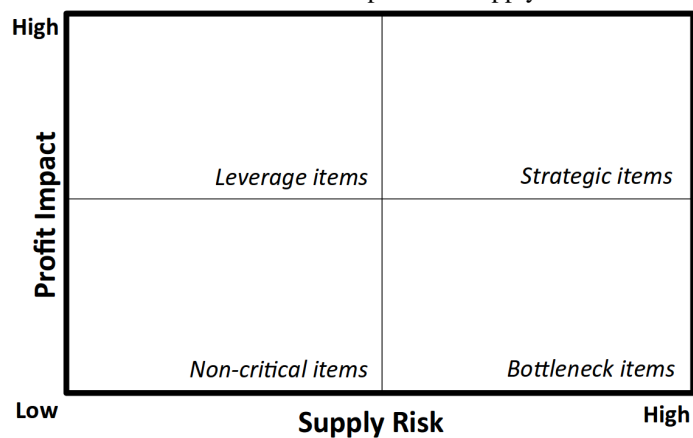 High
Leverage items
Strategic items
Profit Impact
Non-critical items
Bottleneck items
Low
Supply Risk
High